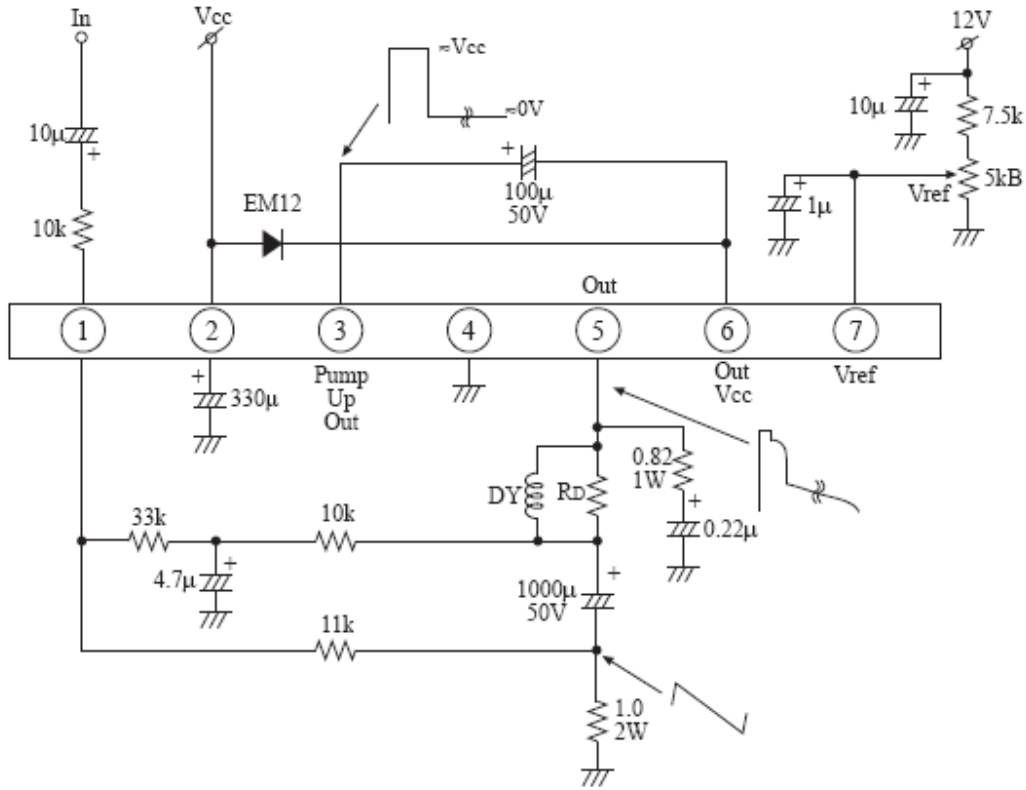 In
Vcc
12V
≈Vcc
≈0V
10μ
+
10k
EM12
+
100μ
50V
10μ
+
7.5k
5kB
Vref
+
1μ
Out
1
2
3
4
5
6
7
+
330μ
Pump
Up
Out
Out
Vcc
Vref
DY
RD
0.82
1W
+
0.22μ
33k
10k
4.7μ
+
1000μ
50V
+
11k
1.0
2W